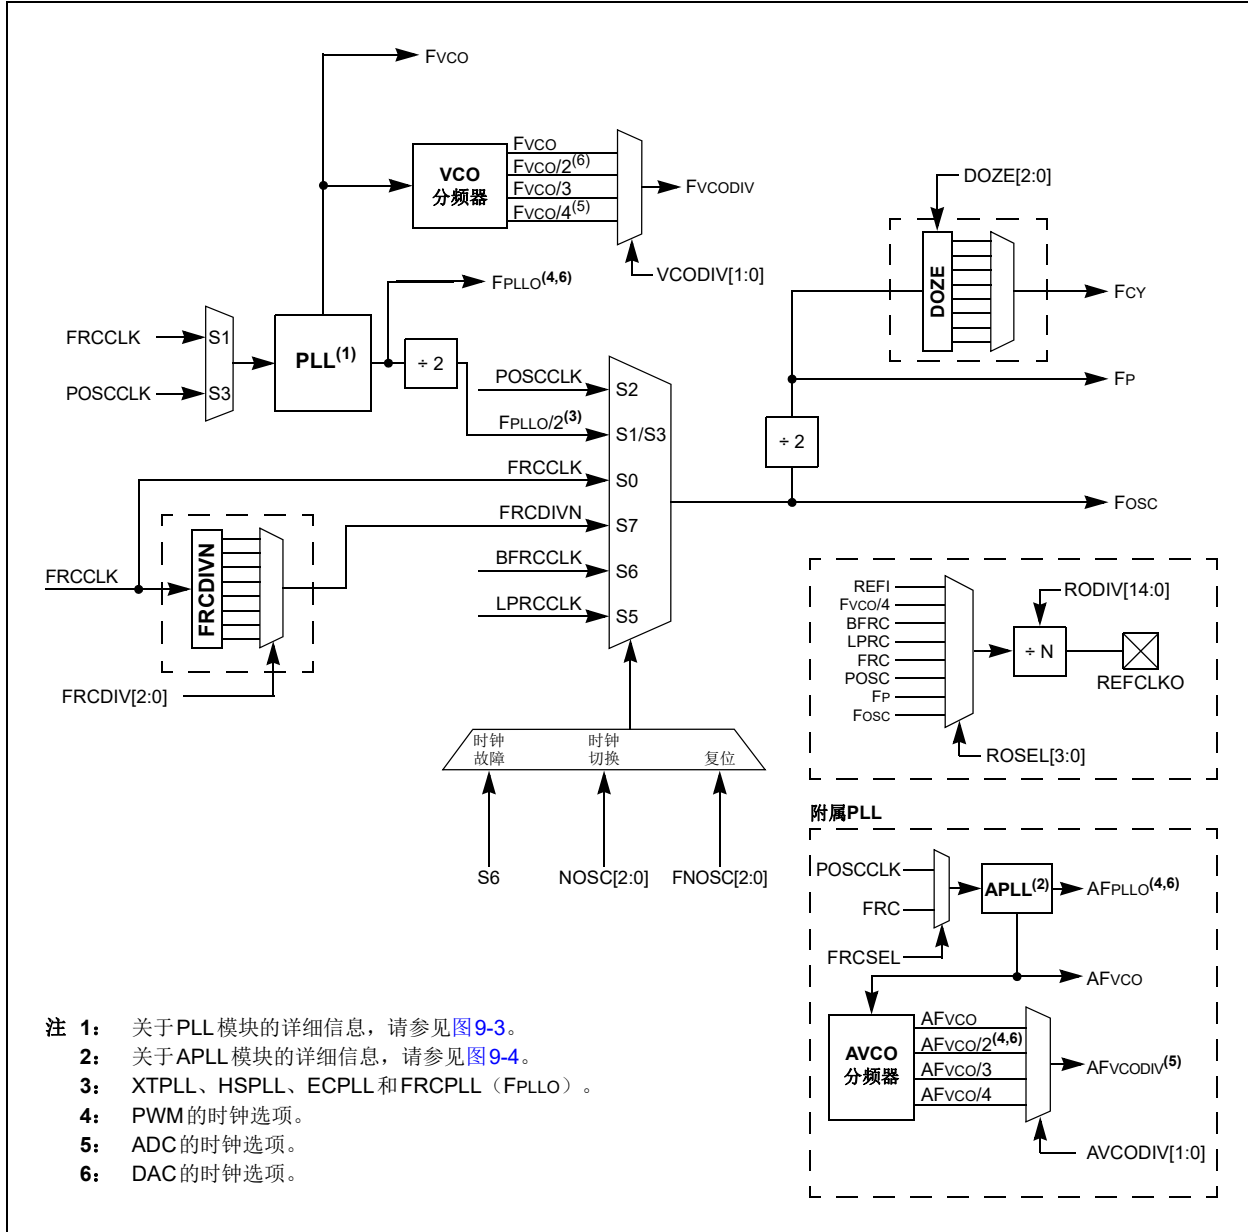 FVCO
VCO
分频器
FVCO
FVCO/2(6)
FVCO/3
FVCO/4(5)
FVCODIV
VCODIV[1:0]
DOZE[2:0]
DOZE
FCY
FPLLO(4,6)
FRCCLK
S1
POSCCLK
S3
PLL(1)
÷ 2
FP
÷ 2
POSCCLK
S2
FPLLO/2(3)
S1/S3
FRCCLK
S0
FRCDIVN
S7
BFRCCLK
S6
LPRCCLK
S5
FOSC
FRCCLK
FRCDIVN
FRCDIV[2:0]
时钟
故障
时钟
切换
复位
S6
NOSC[2:0]
FNOSC[2:0]
REFI
FVCO/4
BFRC
LPRC
FRC
POSC
FP
FOSC
RODIV[14:0]
÷ N
REFCLKO
ROSEL[3:0]
附属PLL
POSCCLK
FRC
FRCSEL
APLL(2)
AFPLLO(4,6)
AFVCO
AVCO
分频器
AFVCO
AFVCO/2(4,6)
AFVCO/3
AFVCO/4
AFVCODIV(5)
AVCODIV[1:0]
注 1： 关于PLL模块的详细信息，请参见图9-3。
2： 关于APLL模块的详细信息，请参见图9-4。
3： XTPLL、HSPLL、ECPLL和FRCPLL（FPLLO）。
4： PWM的时钟选项。
5： ADC的时钟选项。
6： DAC的时钟选项。